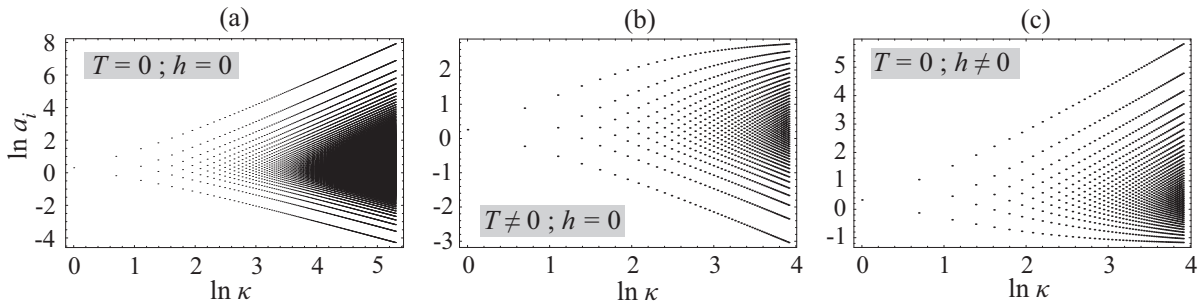 (a)
(b)
(c)
T = 0 ; h = 0
T ≠ 0 ; h = 0
T = 0 ; h ≠ 0
ln a_i
8
6
4
2
0
-2
-4
2
1
0
-1
-2
-3
5
4
3
2
1
0
-1
0 1 2 3 4 5
0 1 2 3 4
0 1 2 3 4
ln κ
ln κ
ln κ